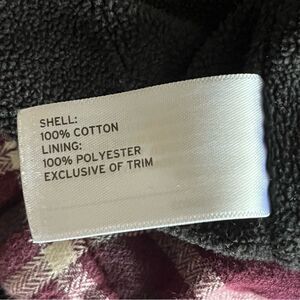 SHELL:
100% COTTON
LINING:
100% POLYESTER
EXCLUSIVE OF TRIM